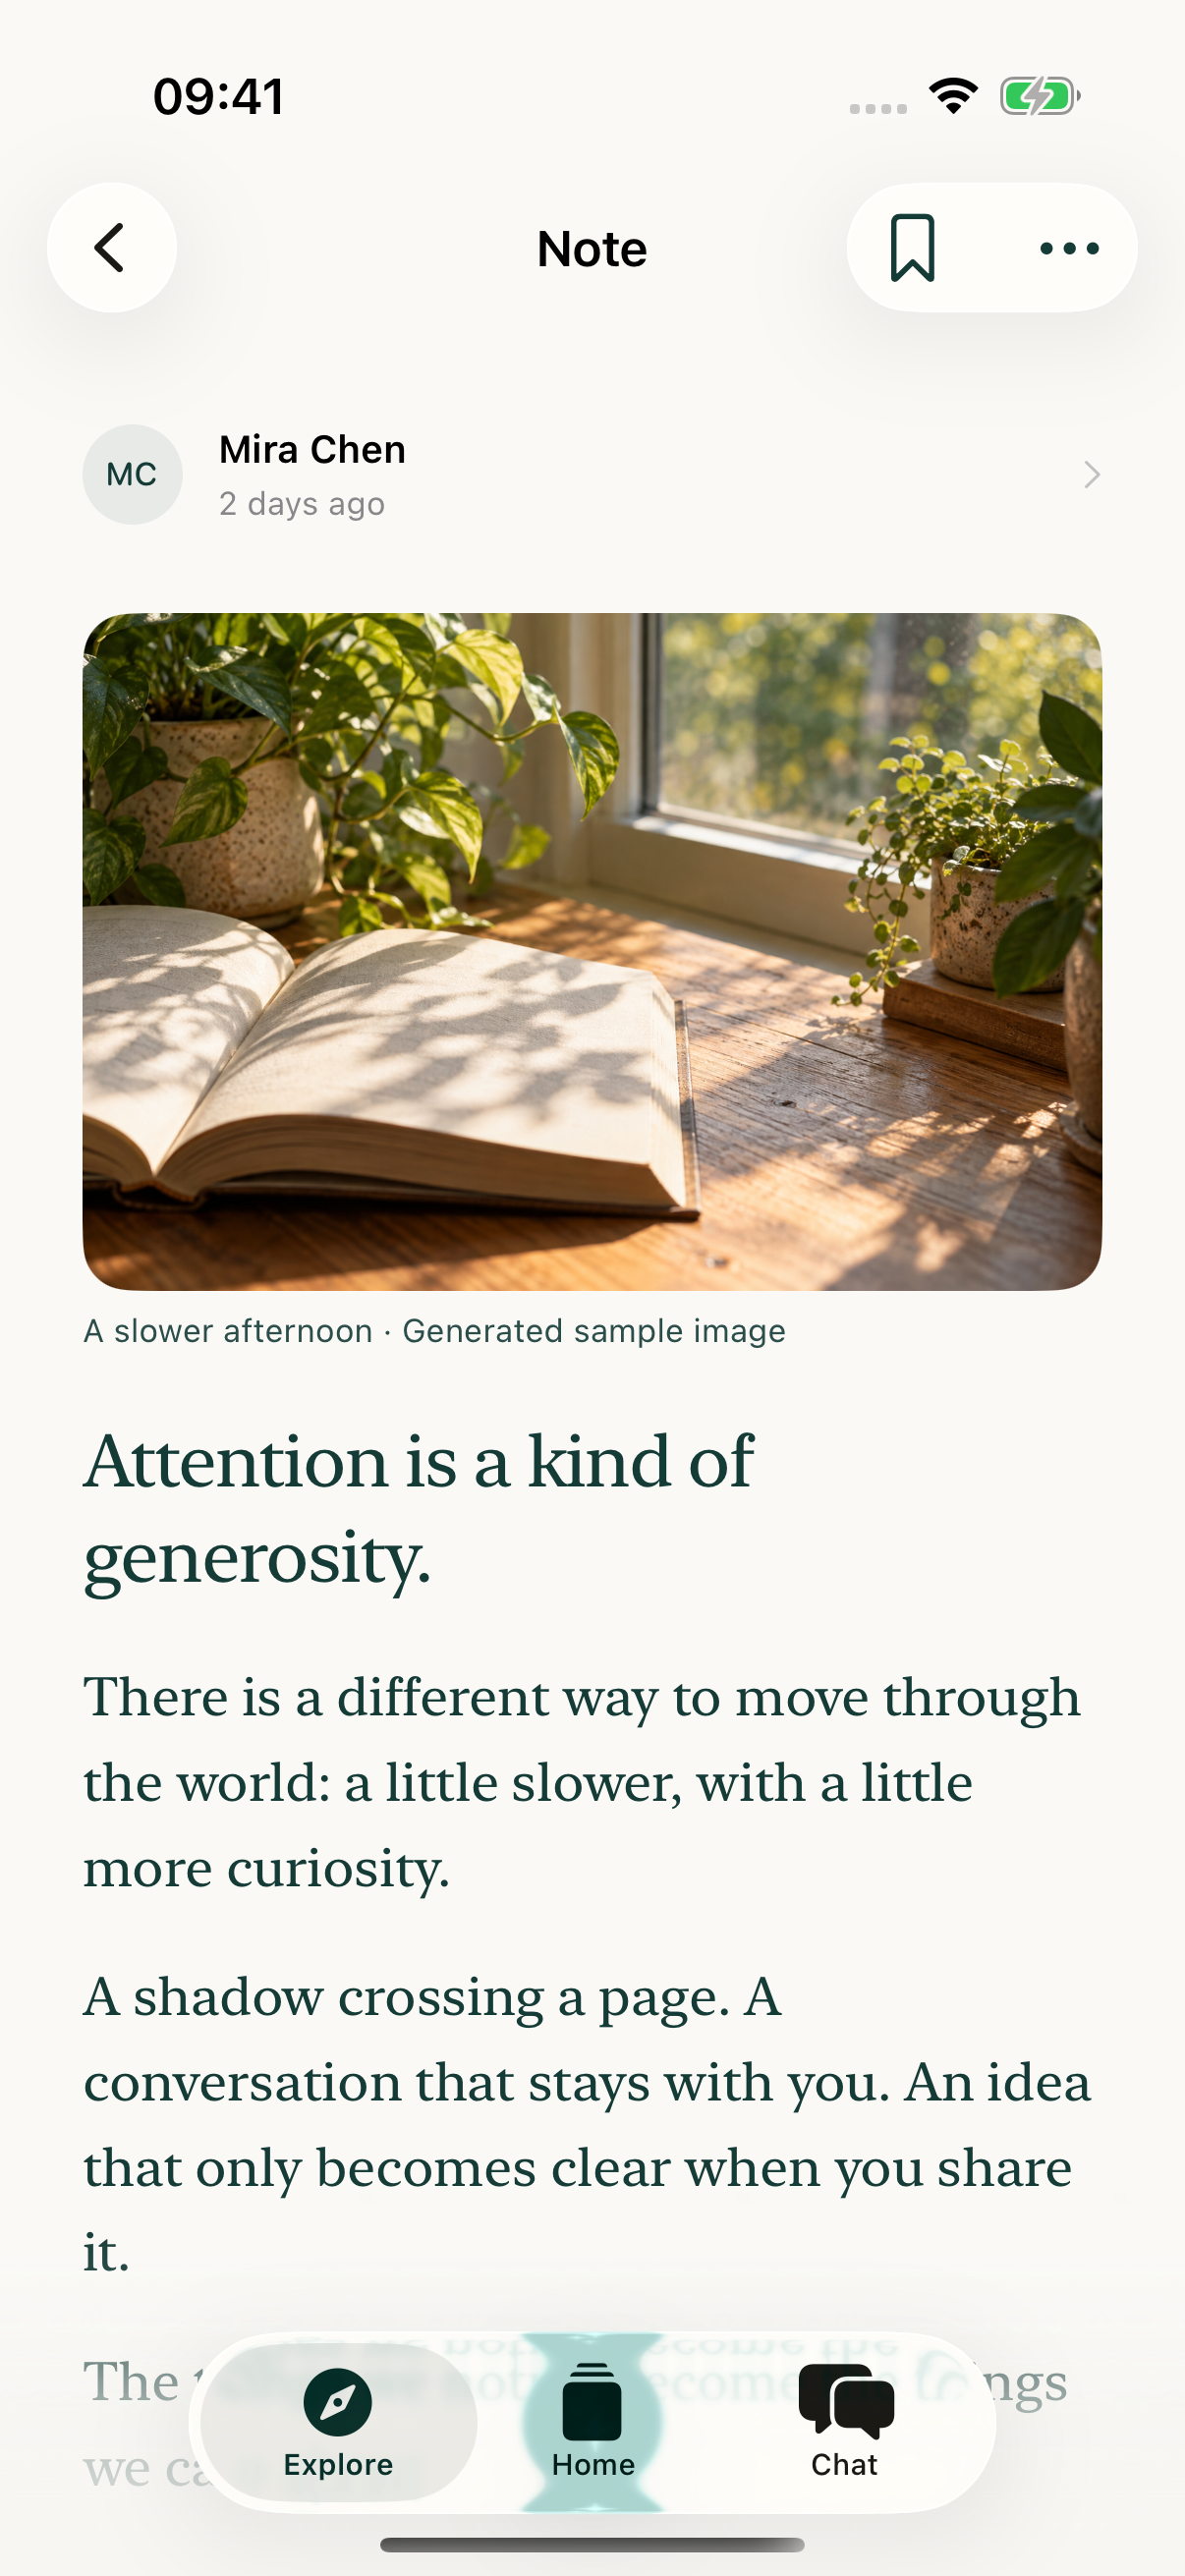 09:41
Note
MC
Mira Chen
2 days ago
A slower afternoon · Generated sample image
Attention is a kind of
generosity.
There is a different way to move through
the world: a little slower, with a little
more curiosity.
A shadow crossing a page. A
conversation that stays with you. An idea
that only becomes clear when you share
it.
The
we
Explore
Home
Chat